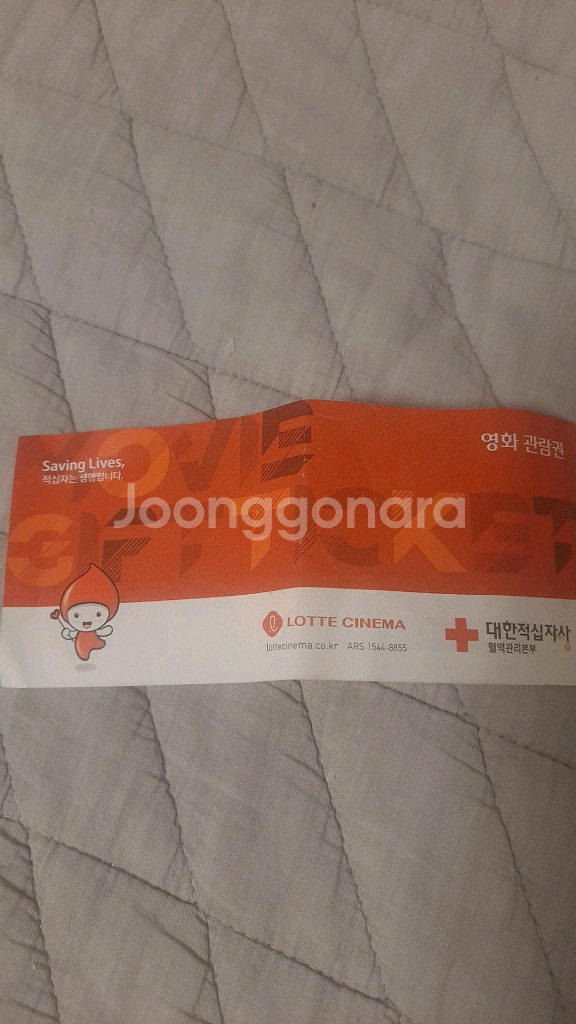 MOVIE
GIFT TICKET
Saving Lives,
적십자는 생명입니다.
영화 관람권
Joonggonara
LOTTE CINEMA
lottecinema.co.kr ARS 1544-8855
대한적십자사
혈액관리본부